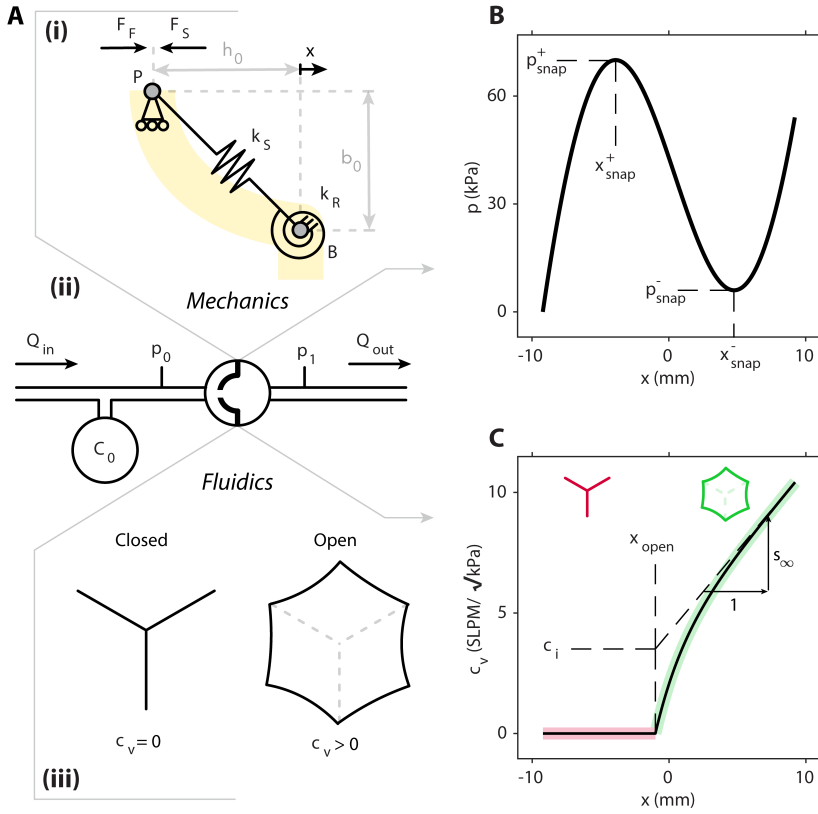 A
(i)
F_F F_S
h_0
x
P
k_S
b_0
k_R
B
(ii)
Mechanics
Q_in
p_0
p_1
Q_out
C_0
Fluidics
Closed
Open
c_v = 0
c_v > 0
(iii)
B
p^+_snap
60
x^+_snap
p (kPa)
30
p^-_snap
0
-10
0
x^-_snap
10
x (mm)
C
10
x_open
s_∞
c_v (SLPM/√kPa)
1
5
c_i
0
-10
0
10
x (mm)